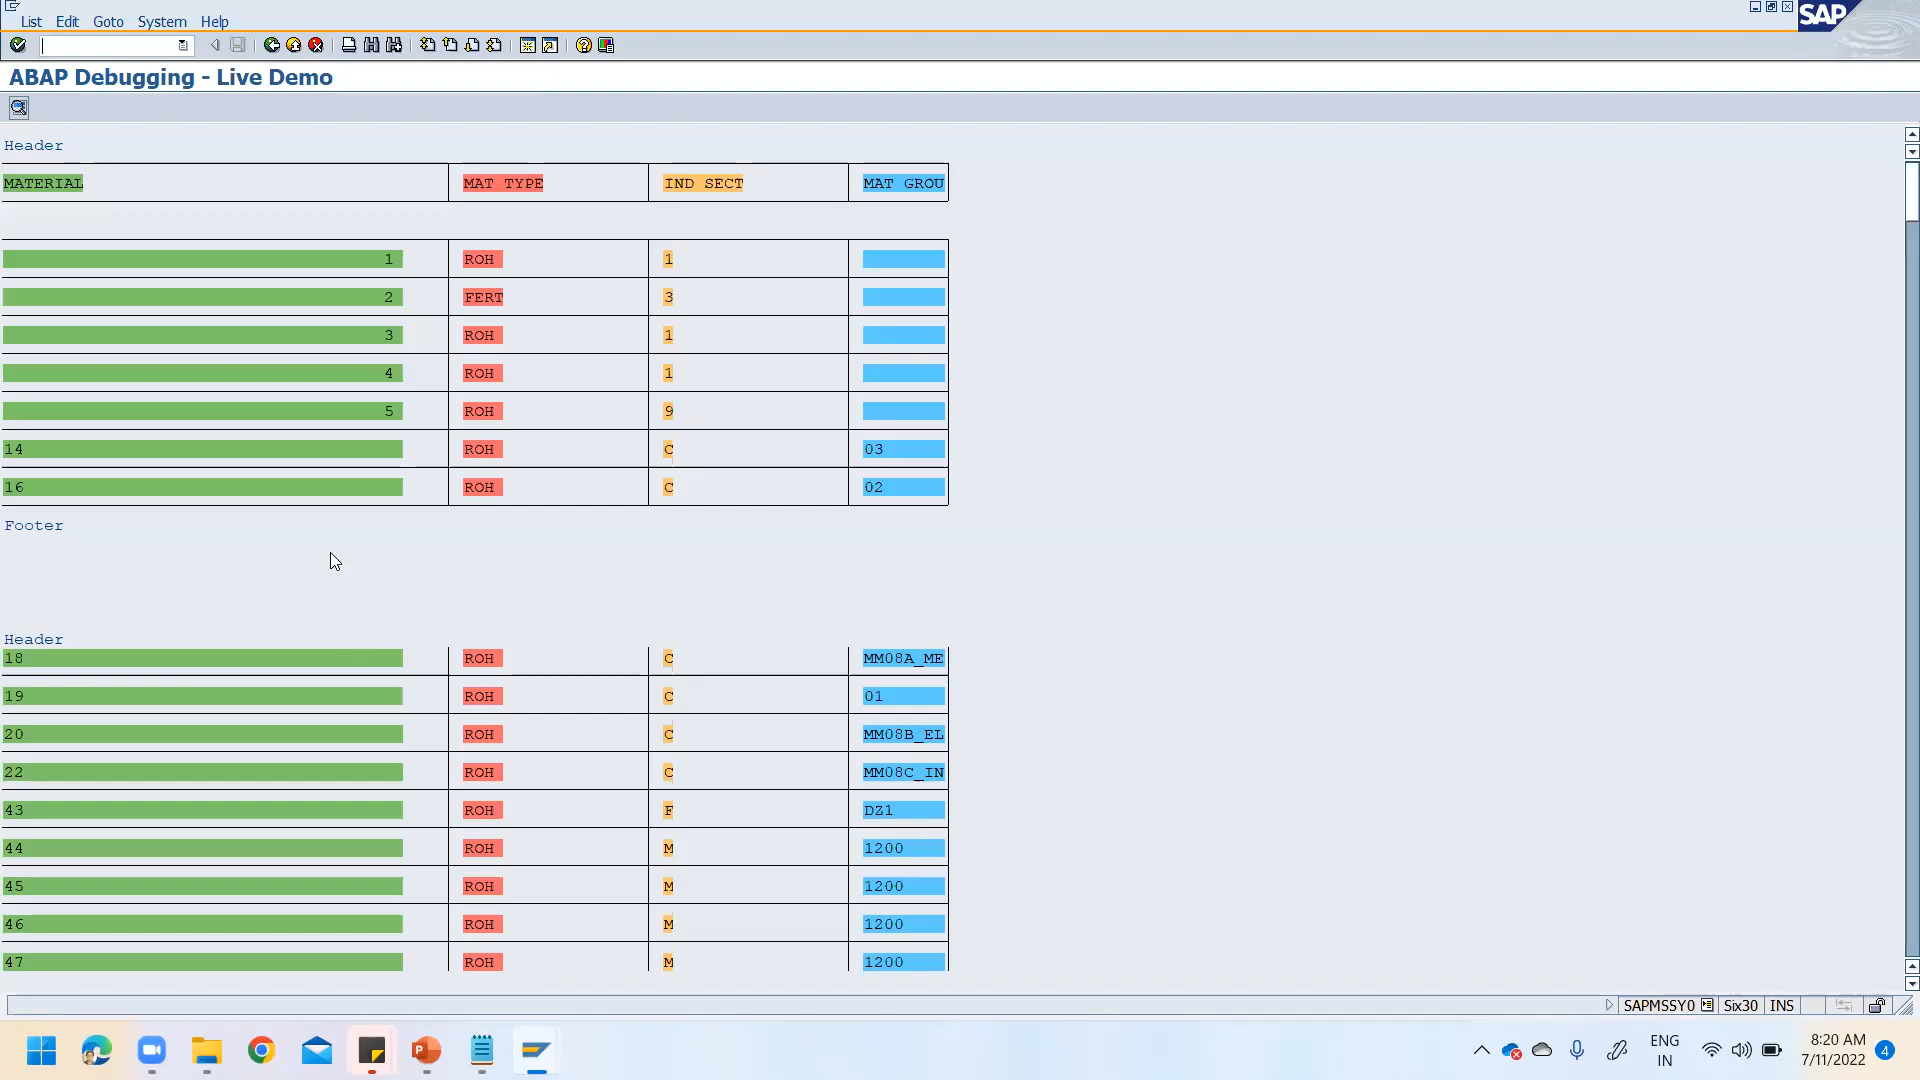 List Edit Goto System Help
SAP
ABAP Debugging - Live Demo
Header
MATERIAL MAT TYPE IND SECT MAT GROU
1 ROH 1
2 FERT 3
3 ROH 1
4 ROH 1
5 ROH 9
14 ROH C 03
16 ROH C 02
Footer
Header
18 ROH C MM08A_ME
19 ROH C 01
20 ROH C MM08B_EL
22 ROH C MM08C_IN
43 ROH F DZ1
44 ROH M 1200
45 ROH M 1200
46 ROH M 1200
47 ROH M 1200
SAPMSSY0 Six30 INS
ENG
IN
8:20 AM
7/11/2022
4